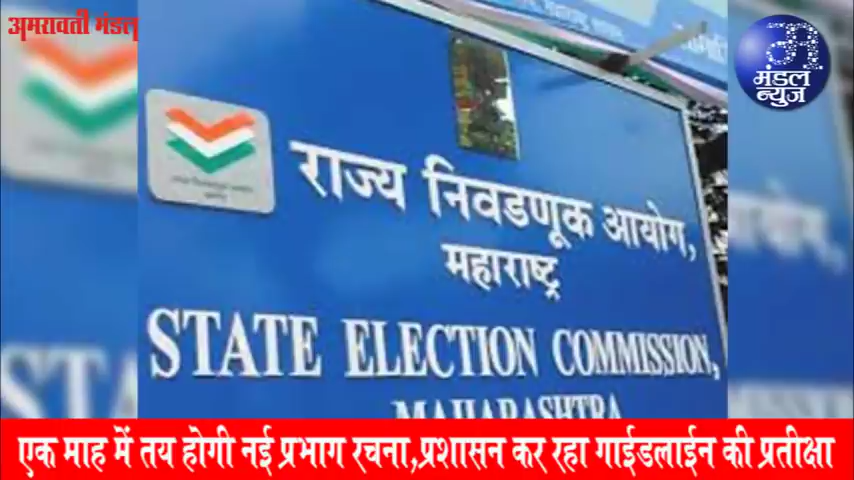 अमरावती मंडल
मंडल
न्युज
राज्य निवडणूक आयोग,
महाराष्ट्र
STATE ELECTION COMMISSION,
MAHARASHTRA
एक माह में तय होगी नई प्रभाग रचना,प्रशासन कर रहा गाईडलाईन की प्रतीक्षा